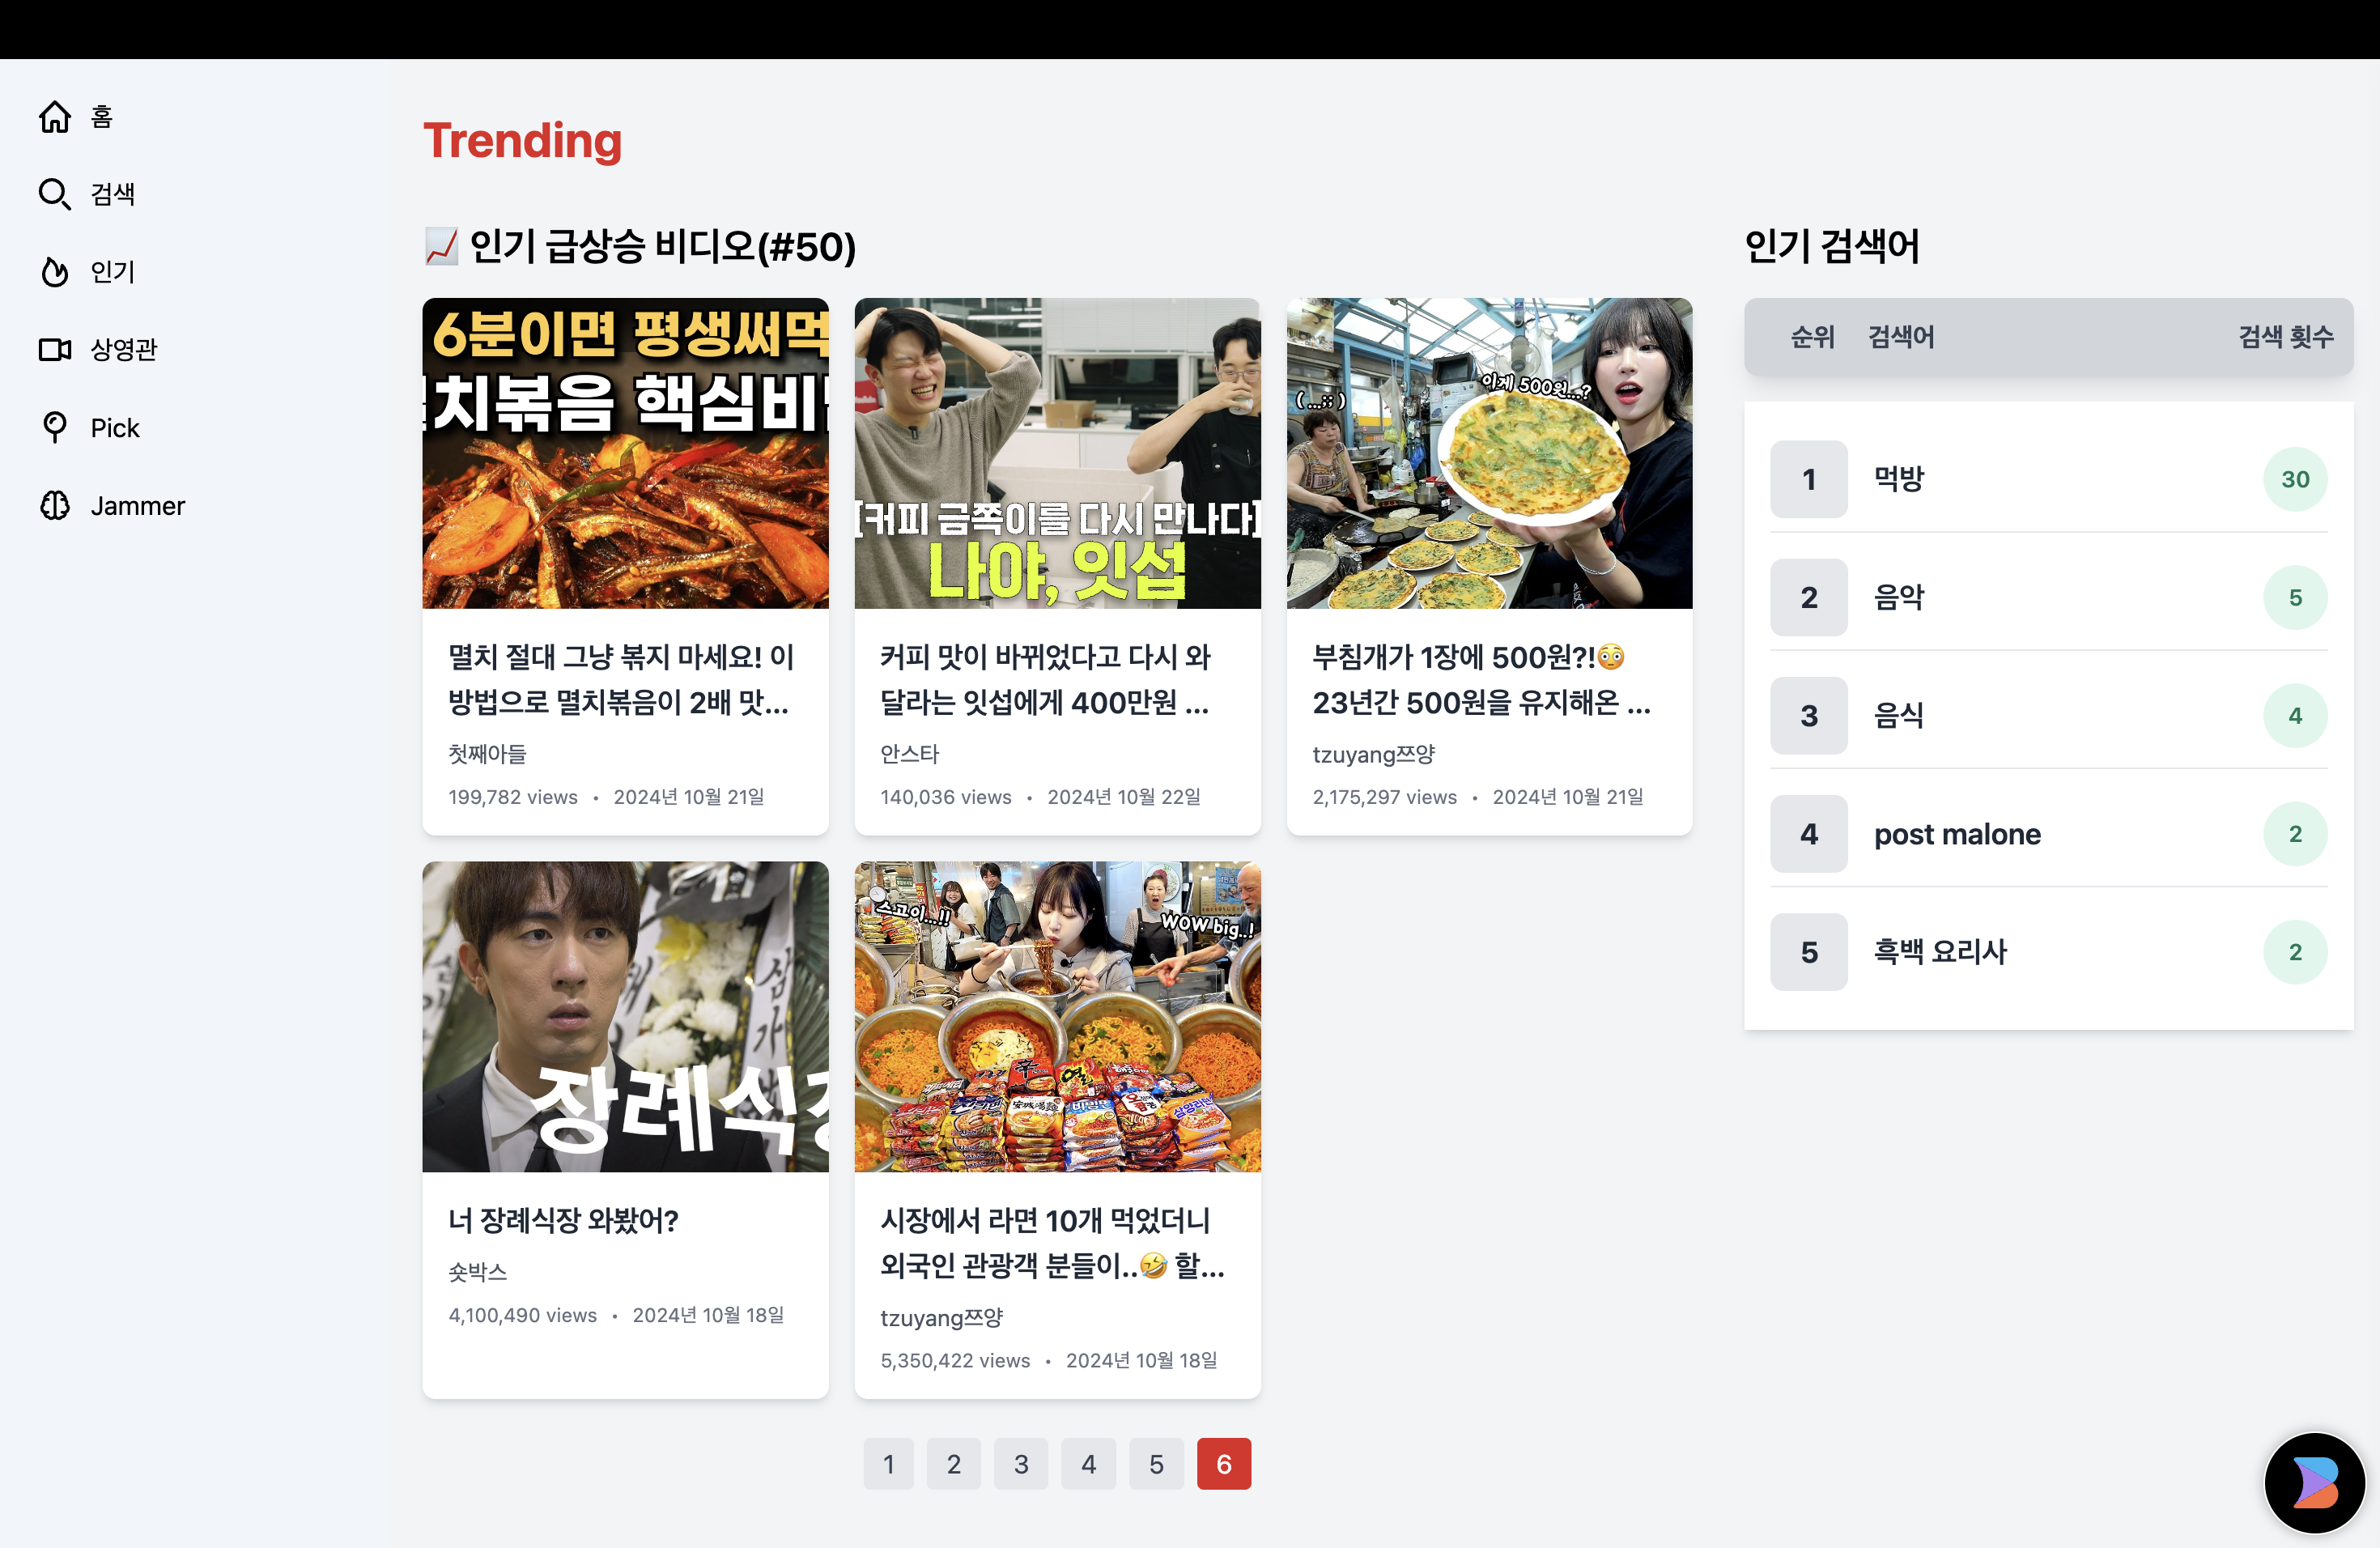 홈
검색
인기
상영관
Pick
Jammer
Trending
📈 인기 급상승 비디오(#50)
6분이면 평생써먹
치볶음 핵심비
멸치 절대 그냥 볶지 마세요! 이
방법으로 멸치볶음이 2배 맛...
첫째아들
199,782 views • 2024년 10월 21일
[커피 금쪽이를 다시 만나다]
나야, 잇섭
커피 맛이 바뀌었다고 다시 와
달라는 잇섭에게 400만원 ...
안스타
140,036 views • 2024년 10월 22일
이게 500원...?
(...;;)
부침개가 1장에 500원?!😳
23년간 500원을 유지해온 ...
tzuyang쯔양
2,175,297 views • 2024년 10월 21일
장례식장
너 장례식장 와봤어?
숏박스
4,100,490 views • 2024년 10월 18일
스고이...!!
WOW big..!
시장에서 라면 10개 먹었더니
외국인 관광객 분들이..🤣 할...
tzuyang쯔양
5,350,422 views • 2024년 10월 18일
1 2 3 4 5 6
인기 검색어
순위 검색어 검색 횟수
1 먹방 30
2 음악 5
3 음식 4
4 post malone 2
5 흑백 요리사 2